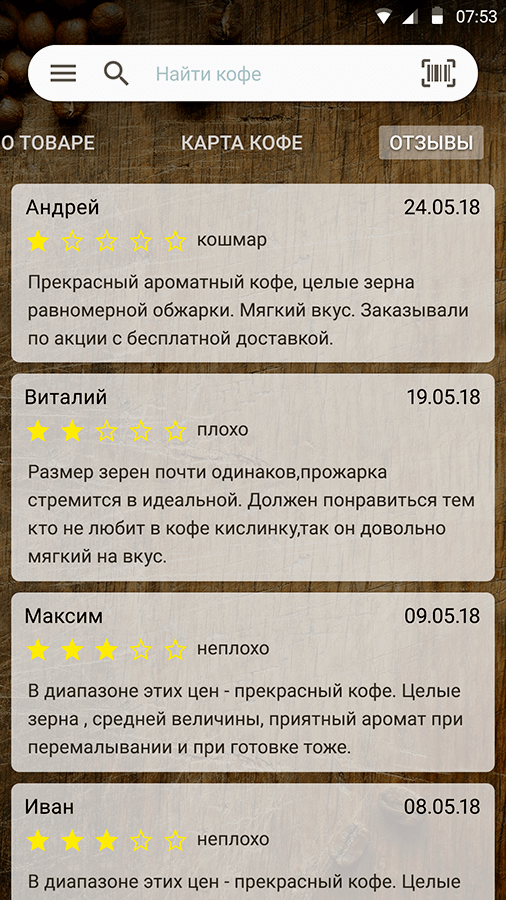 07:53
Найти кофе
О ТОВАРЕ КАРТА КОФЕ ОТЗЫВЫ
Андрей 24.05.18
кошмар
Прекрасный ароматный кофе, целые зерна
равномерной обжарки. Мягкий вкус. Заказывали
по акции с бесплатной доставкой.
Виталий 19.05.18
плохо
Размер зерен почти одинаков,прожарка
стремится в идеальной. Должен понравиться тем
кто не любит в кофе кислинку,так он довольно
мягкий на вкус.
Максим 09.05.18
неплохо
В диапазоне этих цен - прекрасный кофе. Целые
зерна , средней величины, приятный аромат при
перемалывании и при готовке тоже.
Иван 08.05.18
неплохо
В диапазоне этих цен - прекрасный кофе. Целые